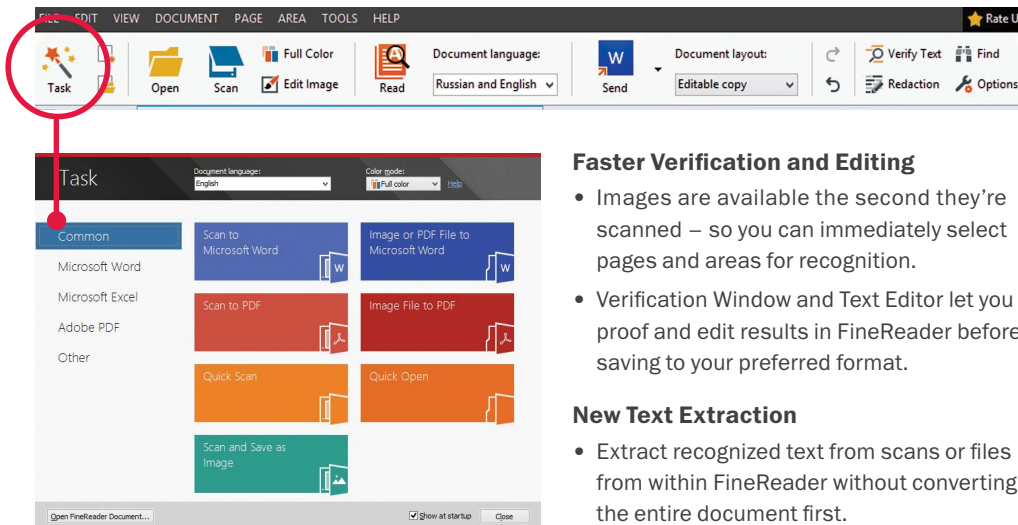 FILE EDIT VIEW DOCUMENT PAGE AREA TOOLS HELP
Rate
Task
Open
Scan
Full Color
Edit Image
Read
Document language:
Russian and English
W
Send
Document layout:
Editable copy
Verify Text
Find
Redaction
Options
Task
Document language:
English
Color mode:
Full color
Help
Common
Microsoft Word
Microsoft Excel
Adobe PDF
Other
Scan to
Microsoft Word
W
Image or PDF File to
Microsoft Word
W
Scan to PDF
Image File to PDF
Quick Scan
Quick Open
Scan and Save as
Image
Open FineReader Document...
Show at startup
Close
Faster Verification and Editing
• Images are available the second they're
scanned – so you can immediately select
pages and areas for recognition.
• Verification Window and Text Editor let you
proof and edit results in FineReader before
saving to your preferred format.
New Text Extraction
• Extract recognized text from scans or files
from within FineReader without converting
the entire document first.